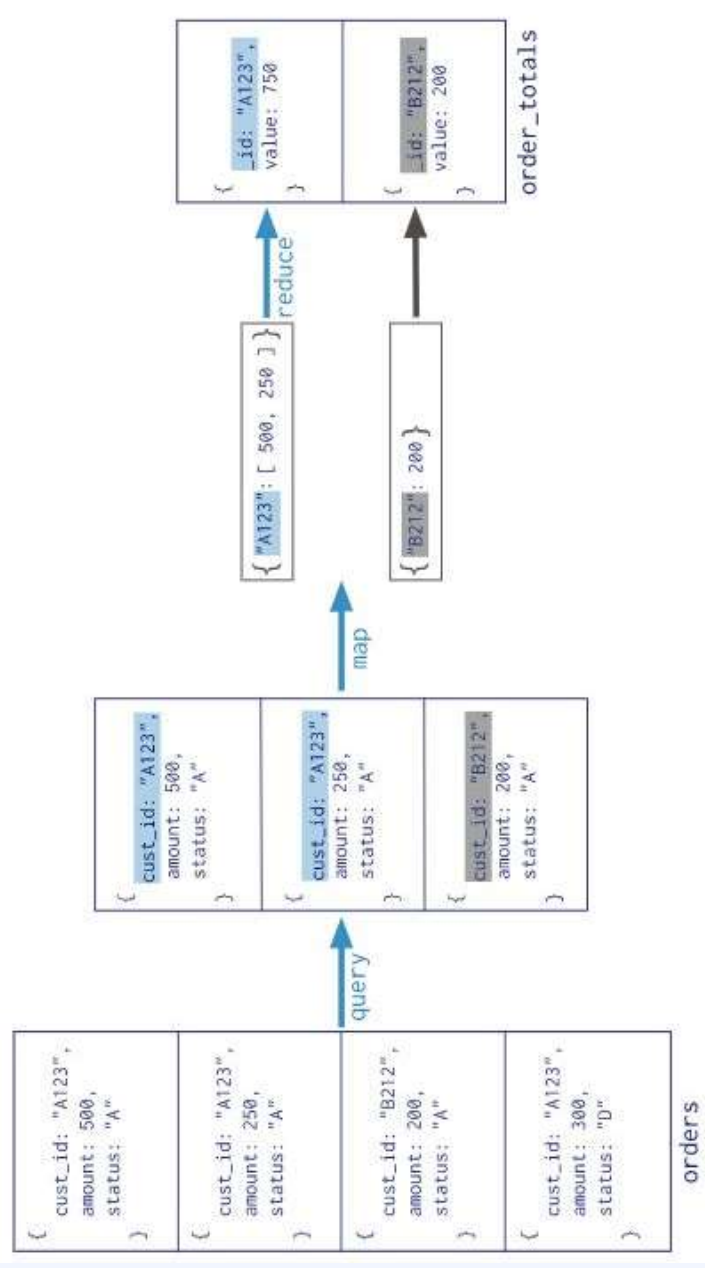 {
cust_id: "A123",
amount: 500,
status: "A"
}
{
cust_id: "A123",
amount: 250,
status: "A"
}
{
cust_id: "B212",
amount: 200,
status: "A"
}
{
cust_id: "A123",
amount: 300,
status: "D"
}
orders
query
{
cust_id: "A123",
amount: 500,
status: "A"
}
{
cust_id: "A123",
amount: 250,
status: "A"
}
{
cust_id: "B212",
amount: 200,
status: "A"
}
map
{"A123": [ 500, 250 ]}
{"B212": 200}
reduce
{
_id: "A123",
value: 750
}
{
_id: "B212",
value: 200
}
order_totals